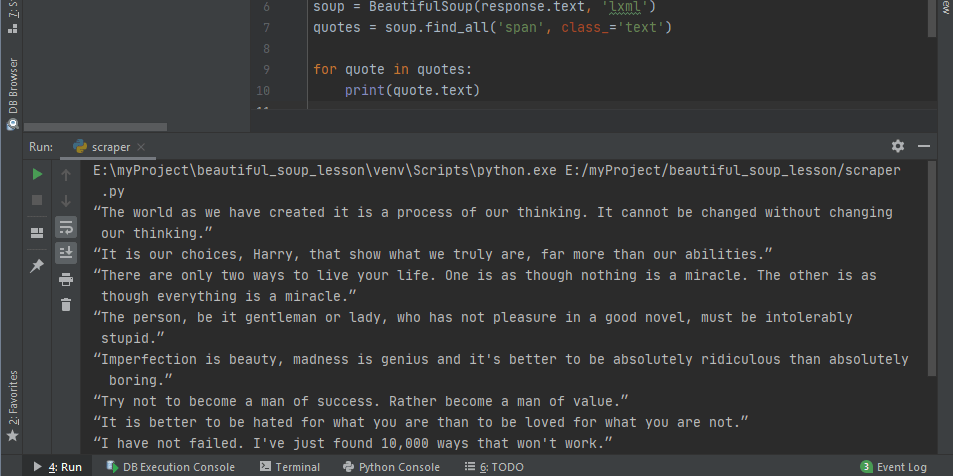 6 soup = BeautifulSoup(response.text, 'lxml')
7 quotes = soup.find_all('span', class_='text')
9 for quote in quotes:
10 print(quote.text)
DB Browser
Run: scraper
E:\myProject\beautiful_soup_lesson\venv\Scripts\python.exe E:/myProject/beautiful_soup_lesson/scraper
.py
“The world as we have created it is a process of our thinking. It cannot be changed without changing
our thinking.”
“It is our choices, Harry, that show what we truly are, far more than our abilities.”
“There are only two ways to live your life. One is as though nothing is a miracle. The other is as
though everything is a miracle.”
“The person, be it gentleman or lady, who has not pleasure in a good novel, must be intolerably
stupid.”
“Imperfection is beauty, madness is genius and it's better to be absolutely ridiculous than absolutely
boring.”
“Try not to become a man of success. Rather become a man of value.”
“It is better to be hated for what you are than to be loved for what you are not.”
“I have not failed. I've just found 10,000 ways that won't work.”
2: Favorites
4: Run DB Execution Console Terminal Python Console 6: TODO 3 Event Log